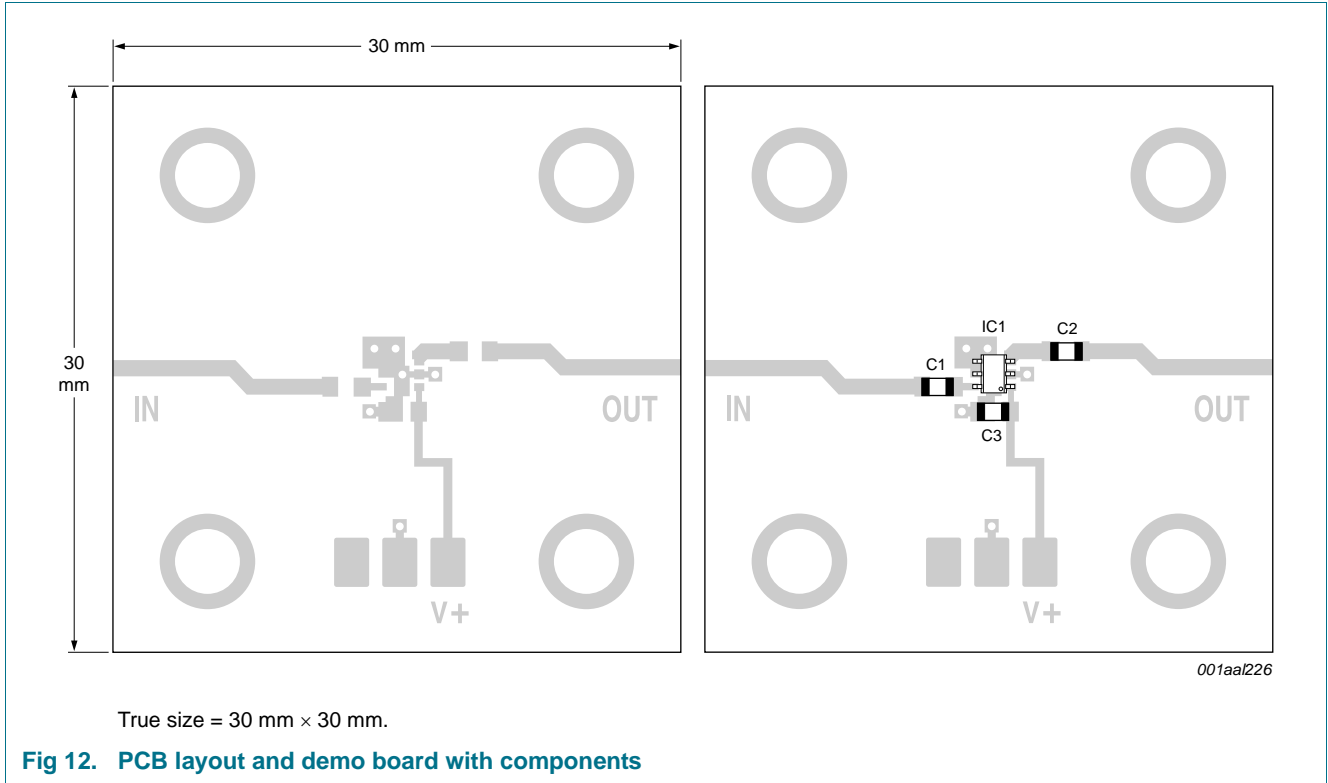 30 mm
30
mm
IN
OUT
V+
IC1
C2
C1
C3
IN
OUT
V+
001aal226
True size = 30 mm × 30 mm.
Fig 12. PCB layout and demo board with components